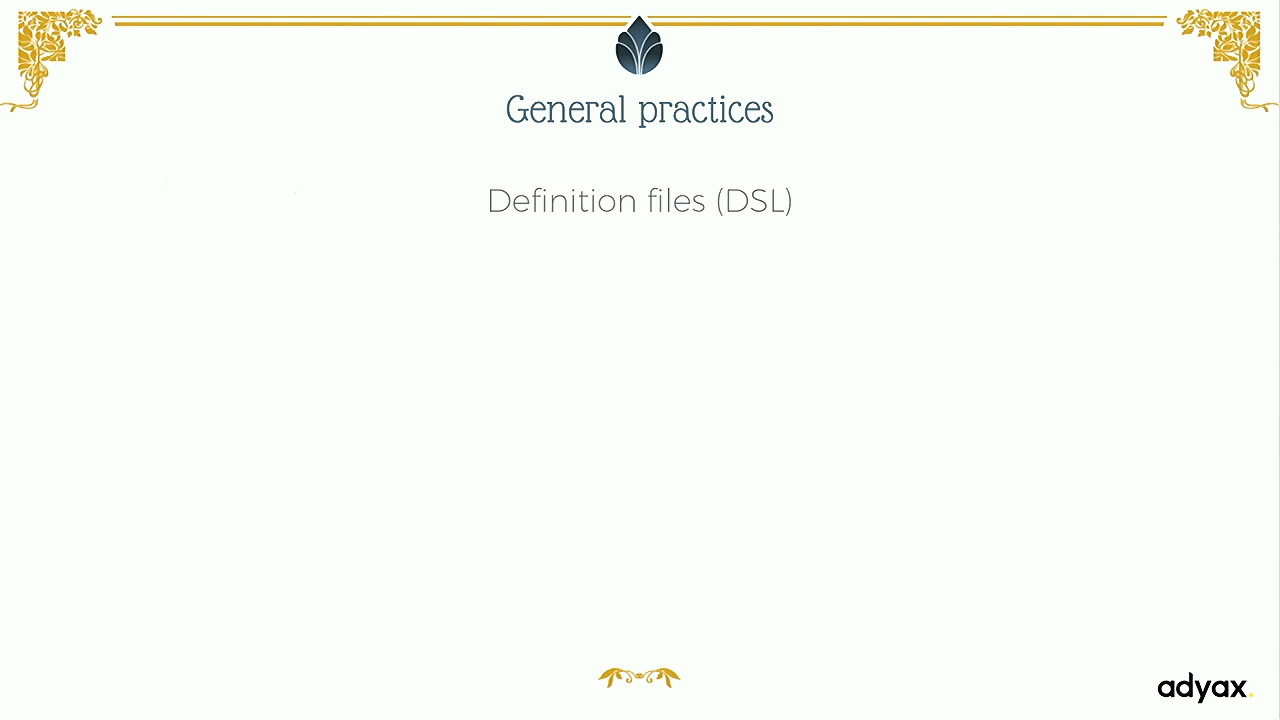 General practices
Definition files (DSL)
adyax.